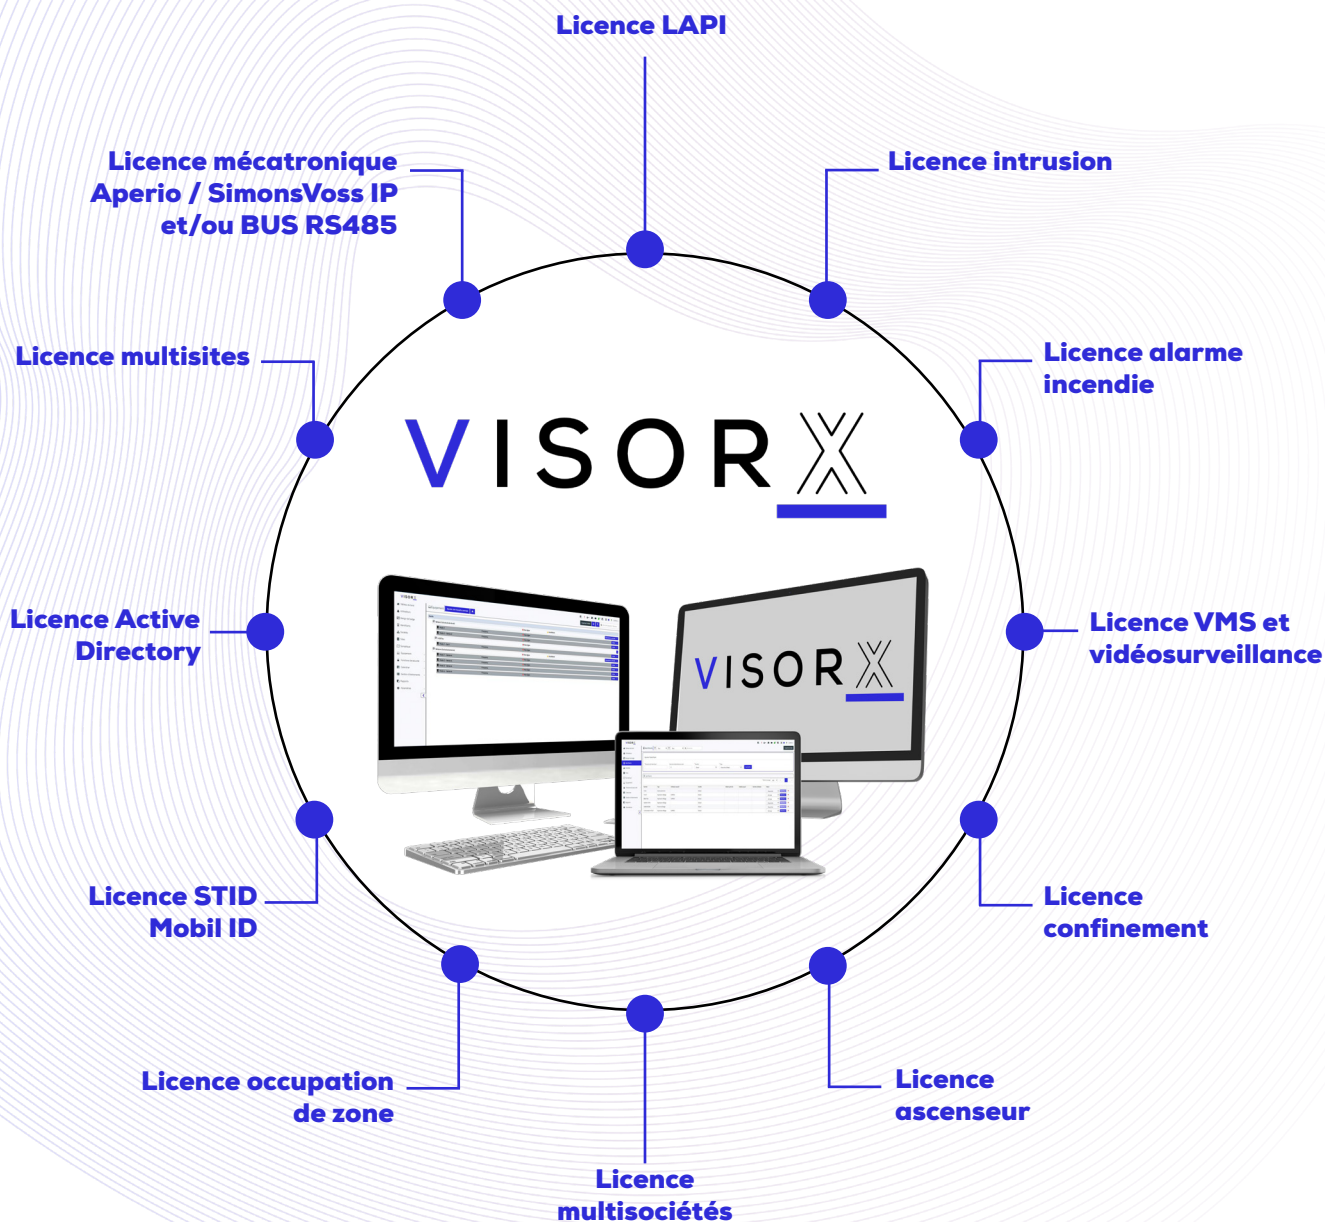 Licence LAPI
Licence mécatronique
Aperio / SimonsVoss IP
et/ou BUS RS485
Licence intrusion
Licence multisites
Licence alarme
incendie
VISORX
Licence Active
Directory
Licence VMS et
vidéosurveillance
VISORX
Licence STID
Mobil ID
Licence
confinement
Licence occupation
de zone
Licence
ascenseur
Licence
multisociétés